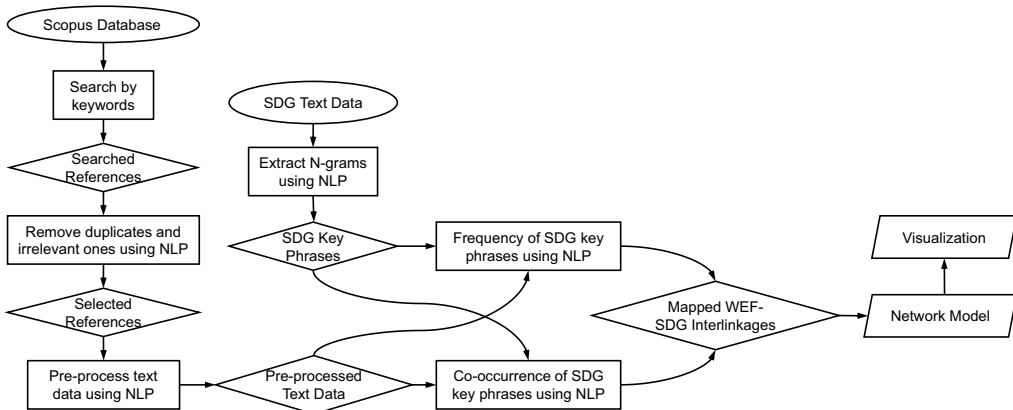 Scopus Database
Search by
keywords
Searched
References
Remove duplicates and
irrelevant ones using NLP
Selected
References
Pre-process text
data using NLP
SDG Text Data
Extract N-grams
using NLP
SDG Key
Phrases
Pre-processed
Text Data
Frequency of SDG key
phrases using NLP
Co-occurrence of SDG
key phrases using NLP
Mapped WEF-
SDG Interlinkages
Visualization
Network Model